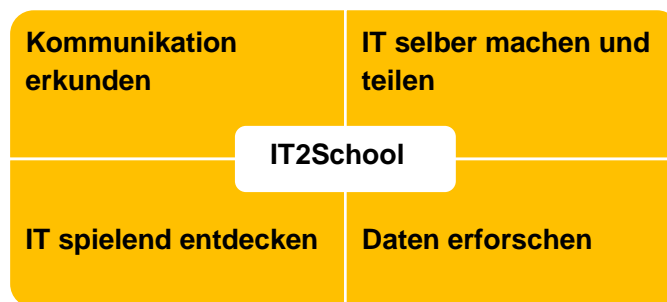 Kommunikation
erkunden
IT selber machen und
teilen
IT2School
IT spielend entdecken
Daten erforschen